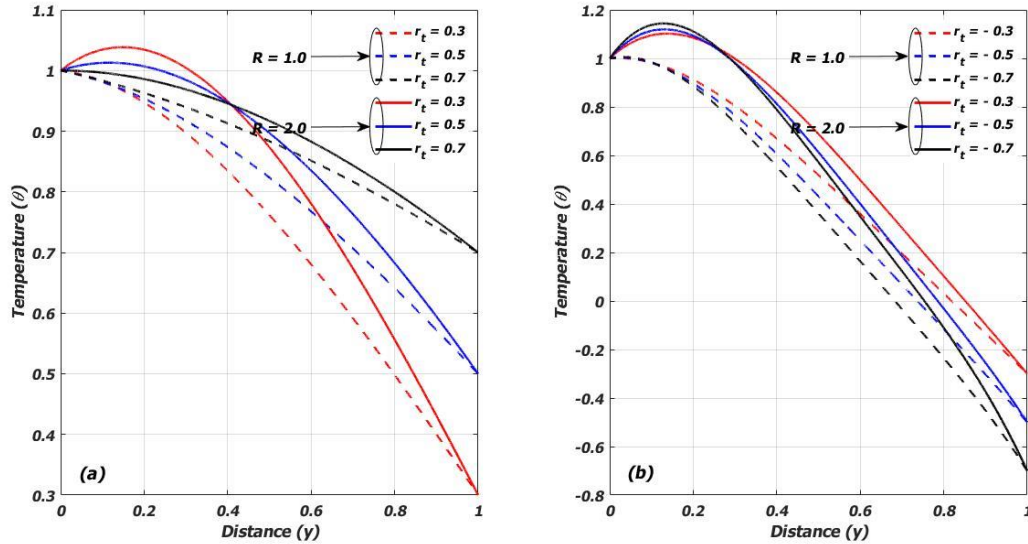 1.1
1
0.9
0.8
0.7
0.6
0.5
0.4
0.3
Temperature (θ)
0 0.2 0.4 0.6 0.8 1
Distance (y)
(a)
R = 1.0
R = 2.0
r_t = 0.3
r_t = 0.5
r_t = 0.7
r_t = 0.3
r_t = 0.5
r_t = 0.7
1.2
1
0.8
0.6
0.4
0.2
0
-0.2
-0.4
-0.6
-0.8
Temperature (θ)
0 0.2 0.4 0.6 0.8 1
Distance (y)
(b)
R = 1.0
R = 2.0
r_t = - 0.3
r_t = - 0.5
r_t = - 0.7
r_t = - 0.3
r_t = - 0.5
r_t = - 0.7